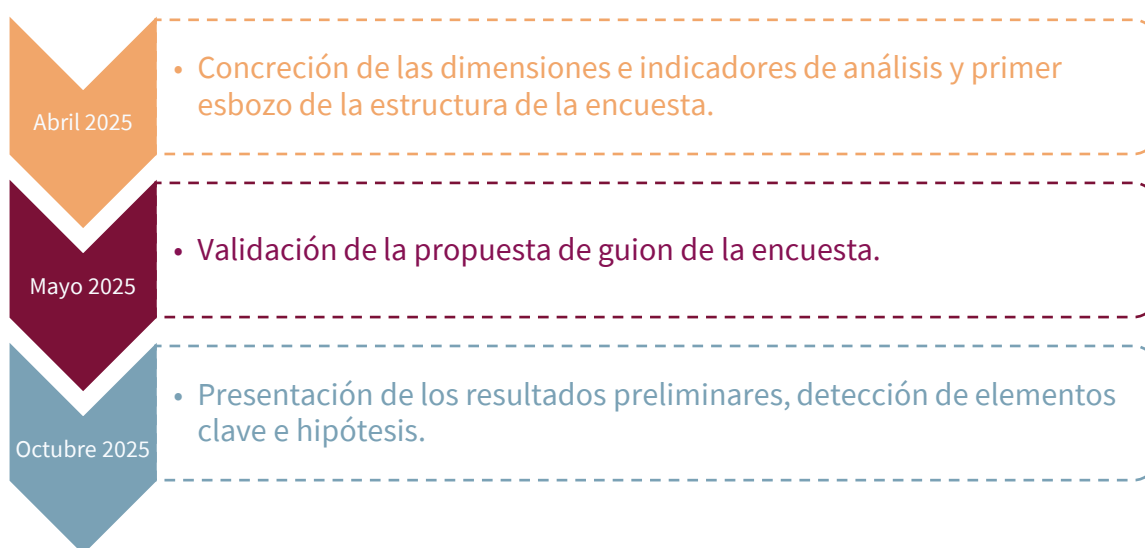 Abril 2025
• Concreción de las dimensiones e indicadores de análisis y primer
esbozo de la estructura de la encuesta.
Mayo 2025
• Validación de la propuesta de guion de la encuesta.
Octubre 2025
• Presentación de los resultados preliminares, detección de elementos
clave e hipótesis.